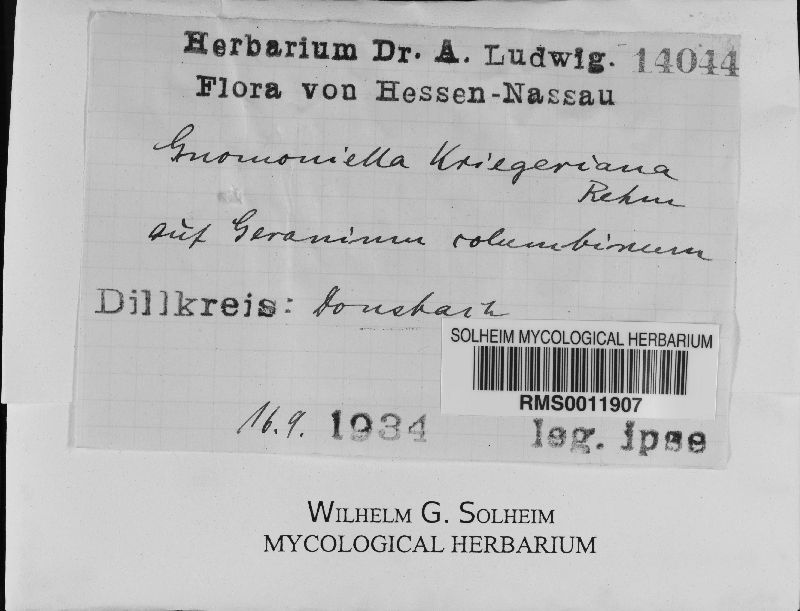 Herbarium Dr. A. Ludwig. 14044
Flora von Hessen-Nassau
Gnomoniella Kriegeriana
Rehm
auf Geranium columbinum
Dillkreis: Donsbach
SOLHEIM MYCOLOGICAL HERBARIUM
RMS0011907
16.9. 1934 leg. ipse
WILHELM G. SOLHEIM
MYCOLOGICAL HERBARIUM